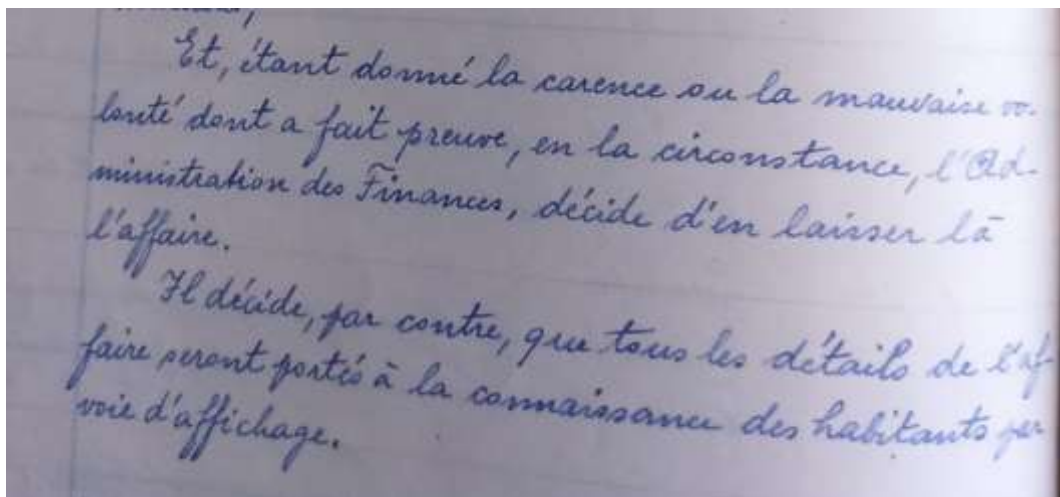 Et, étant donné la carence ou la mauvaise vo-
lonté dont a fait preuve, en la circonstance, l'Ad-
ministration des Finances, décide d'en laisser là
l'affaire.
Il décide, par contre, que tous les détails de l'af
faire seront portés à la connaissance des habitants par
voie d'affichage.